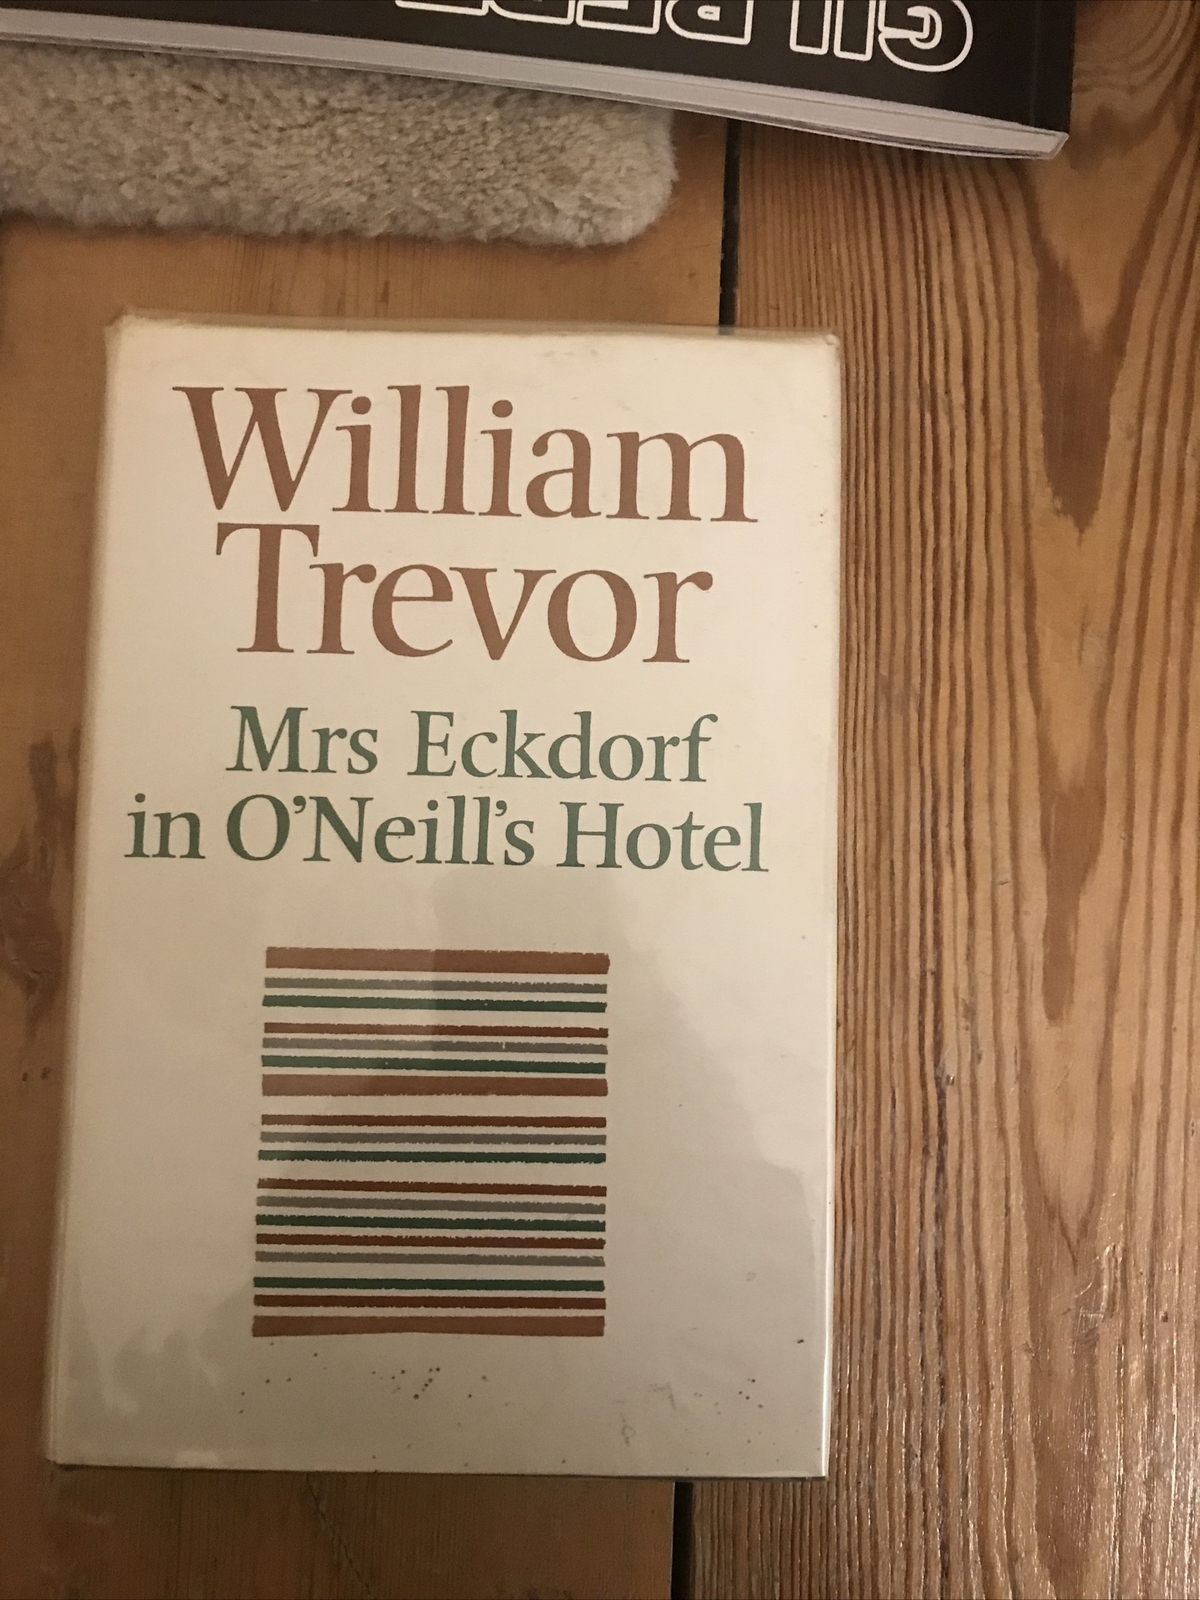 William
Trevor
Mrs Eckdorf
in O'Neill's Hotel